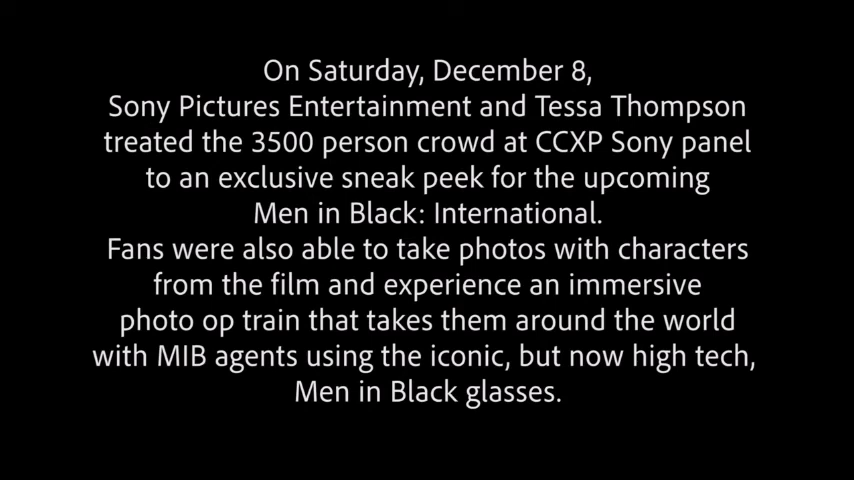 On Saturday, December 8,
Sony Pictures Entertainment and Tessa Thompson
treated the 3500 person crowd at CCXP Sony panel
to an exclusive sneak peek for the upcoming
Men in Black: International.
Fans were also able to take photos with characters
from the film and experience an immersive
photo op train that takes them around the world
with MIB agents using the iconic, but now high tech,
Men in Black glasses.